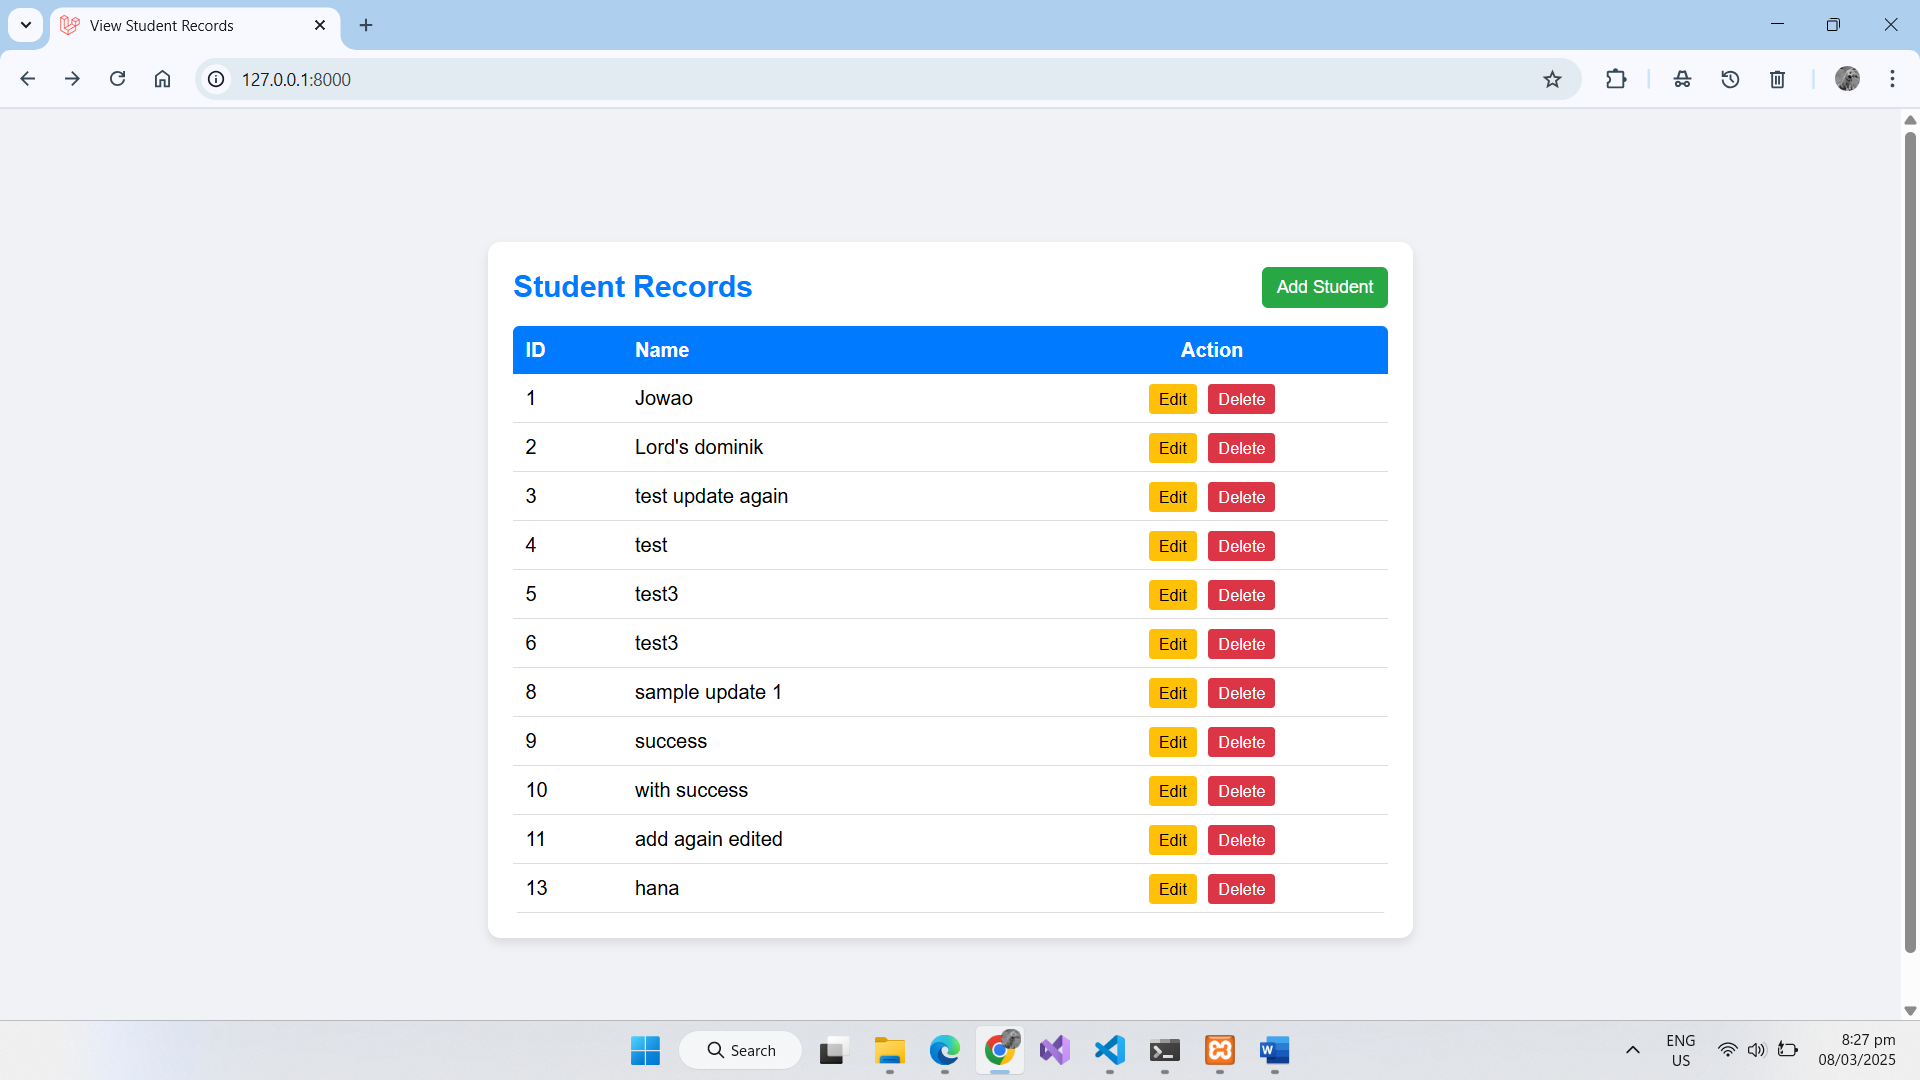 View Student Records
127.0.0.1:8000
Student Records
Add Student
ID Name Action
1 Jowao Edit Delete
2 Lord's dominik Edit Delete
3 test update again Edit Delete
4 test Edit Delete
5 test3 Edit Delete
6 test3 Edit Delete
8 sample update 1 Edit Delete
9 success Edit Delete
10 with success Edit Delete
11 add again edited Edit Delete
13 hana Edit Delete
Search
ENG
US
8:27 pm
08/03/2025